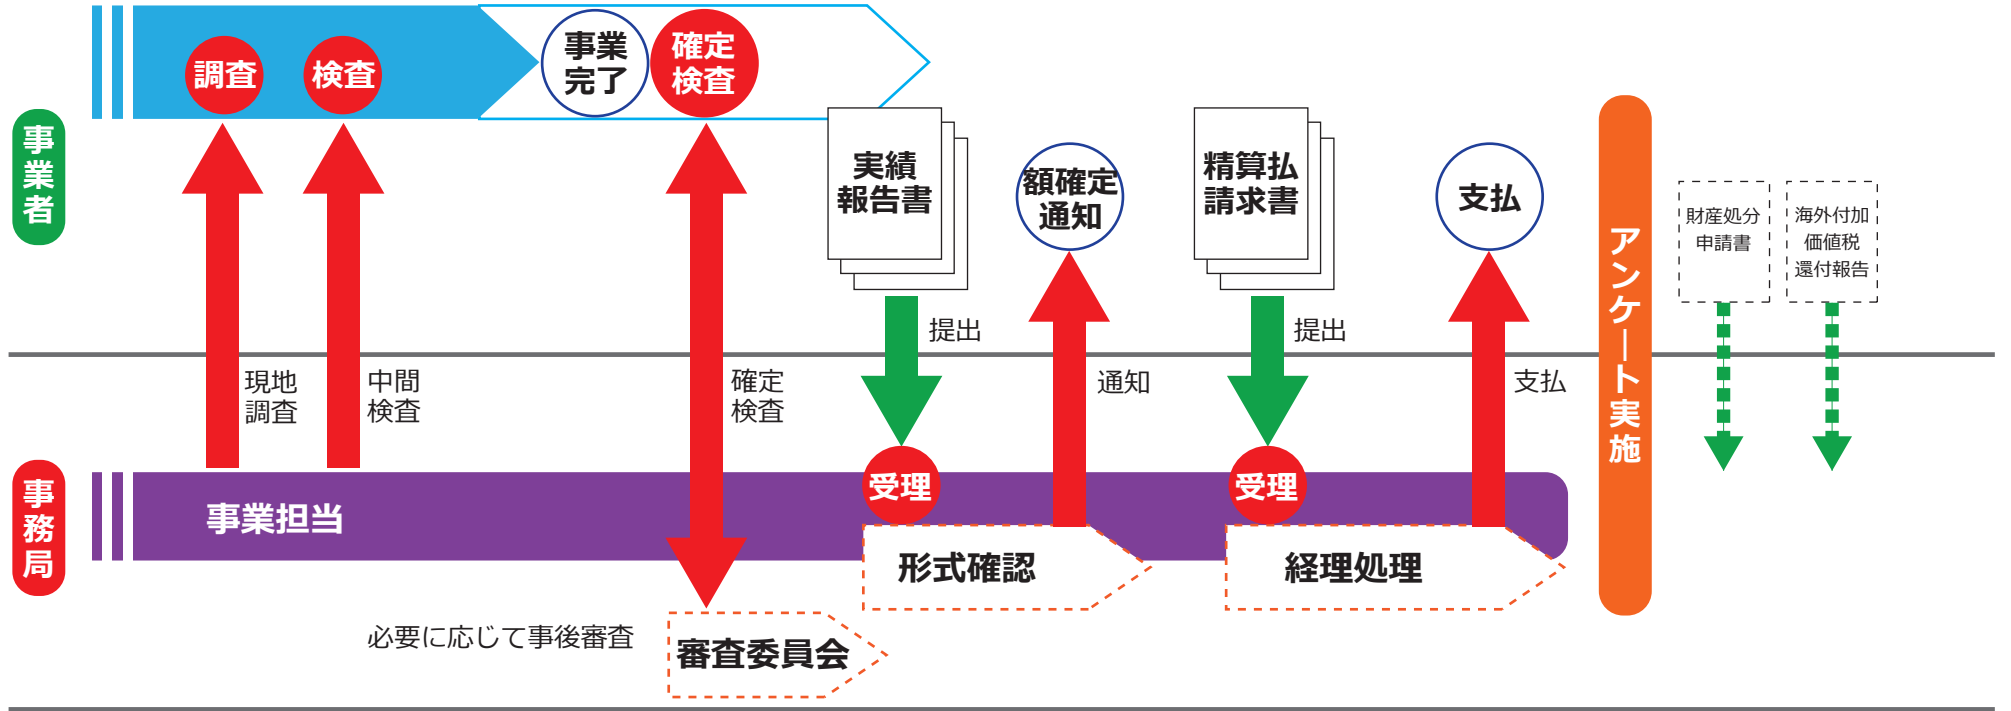 調査
検査
事業
完了
確定
検査
事業者
実績
報告書
額確定
通知
精算払
請求書
支払
アンケート実施
財産処分
申請書
海外付加
価値税
還付報告
提出
提出
現地
調査
中間
検査
確定
検査
通知
支払
事務局
事業担当
受理
受理
形式確認
経理処理
必要に応じて事後審査
審査委員会